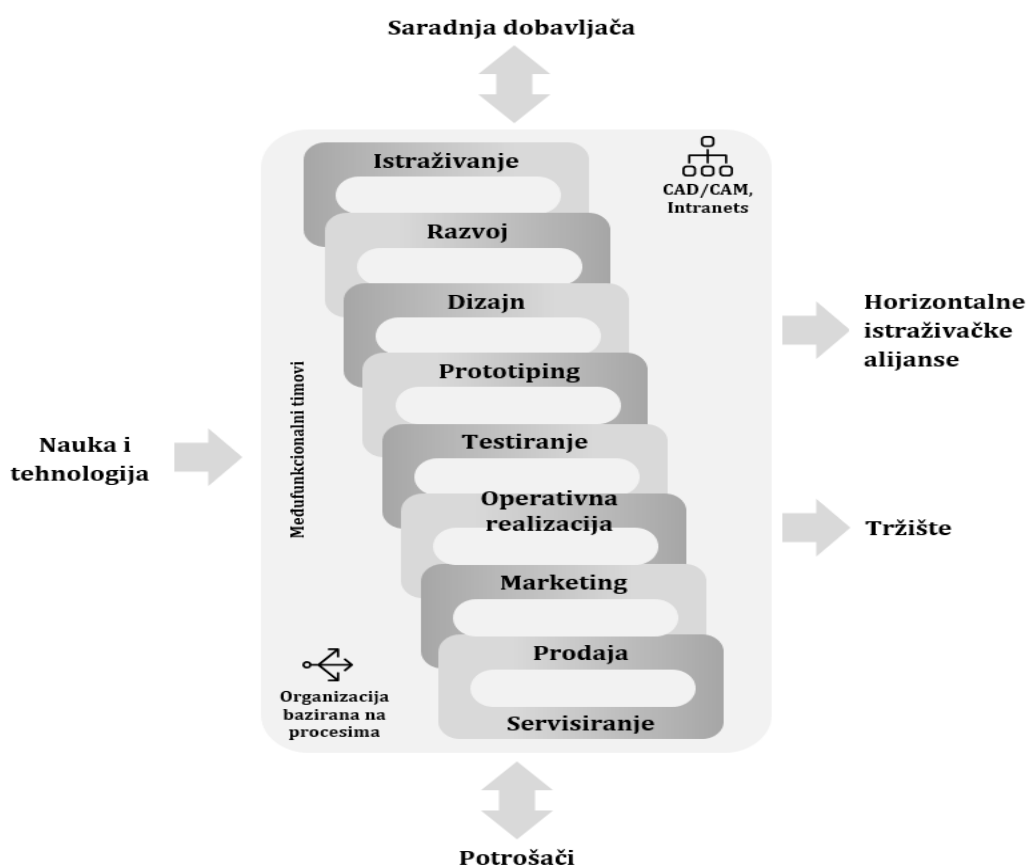 Saradnja dobavljača
Istraživanje
CAD/CAM,
Intranets
Razvoj
Dizajn
Horizontalne
istraživačke
alijanse
Prototiping
Međufunkcionalni timovi
Nauka i
tehnologija
Testiranje
Operativna
realizacija
Tržište
Marketing
Prodaja
Organizacija
bazirana na
procesima
Servisiranje
Potrošači